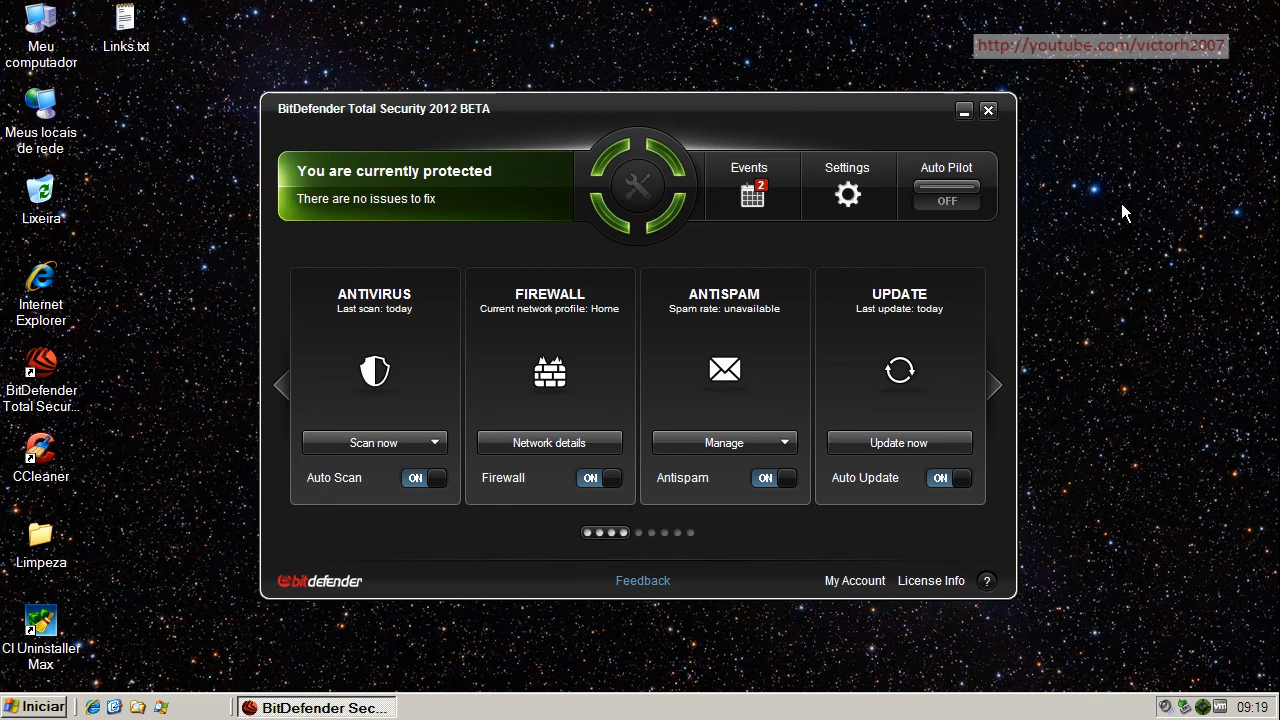 Meu
computador
Links.txt
http://youtube.com/victorh2007
Meus locais
de rede
Lixeira
Internet
Explorer
BitDefender
Total Secur...
CCleaner
Limpeza
CI Uninstaller
Max
BitDefender Total Security 2012 BETA
You are currently protected
There are no issues to fix
Events
2
Settings
Auto Pilot
OFF
ANTIVIRUS
Last scan: today
Scan now
Auto Scan
ON
FIREWALL
Current network profile: Home
Network details
Firewall
ON
ANTISPAM
Spam rate: unavailable
Manage
Antispam
ON
UPDATE
Last update: today
Update now
Auto Update
ON
bitdefender
Feedback
My Account
License Info
?
Iniciar
BitDefender Sec...
vm
09:19